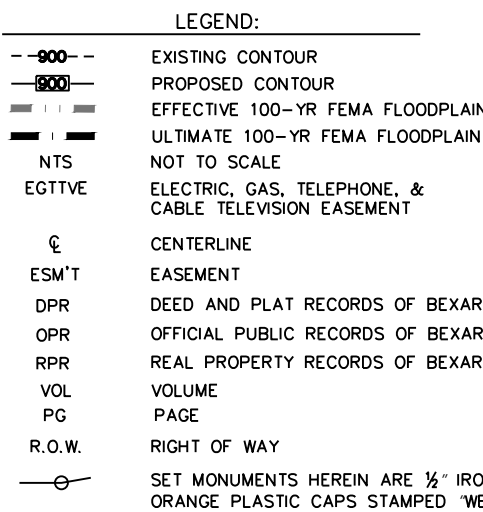 LEGEND:
900 EXISTING CONTOUR
900 PROPOSED CONTOUR
EFFECTIVE 100-YR FEMA FLOODPLAIN
ULTIMATE 100-YR FEMA FLOODPLAIN
NTS NOT TO SCALE
EGTTVE ELECTRIC, GAS, TELEPHONE, &
CABLE TELEVISION EASEMENT
℄ CENTERLINE
ESM'T EASEMENT
DPR DEED AND PLAT RECORDS OF BEXAR
OPR OFFICIAL PUBLIC RECORDS OF BEXAR
RPR REAL PROPERTY RECORDS OF BEXAR
VOL VOLUME
PG PAGE
R.O.W. RIGHT OF WAY
SET MONUMENTS HEREIN ARE ½" IRO
ORANGE PLASTIC CAPS STAMPED "WE